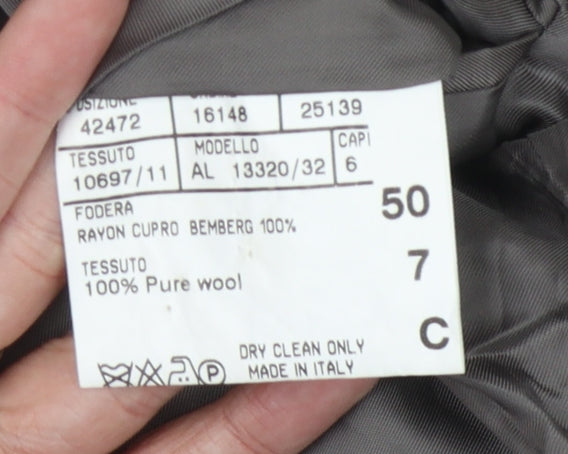 POSIZIONE
42472 16148 25139
TESSUTO MODELLO CAPI
10697/11 AL 13320/32 6
FODERA 50
RAYON CUPRO BEMBERG 100%
TESSUTO 7
100% Pure wool
C
DRY CLEAN ONLY
P MADE IN ITALY